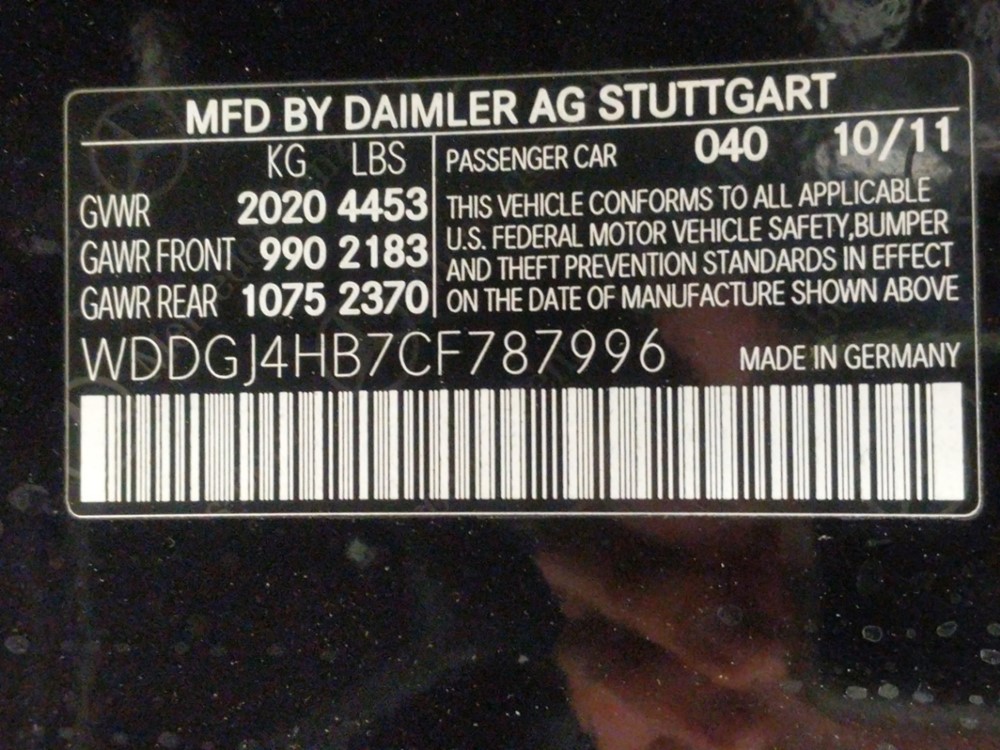 MFD BY DAIMLER AG STUTTGART
KG LBS
GVWR 2020 4453
GAWR FRONT 990 2183
GAWR REAR 1075 2370
PASSENGER CAR 040 10/11
THIS VEHICLE CONFORMS TO ALL APPLICABLE
U.S. FEDERAL MOTOR VEHICLE SAFETY,BUMPER
AND THEFT PREVENTION STANDARDS IN EFFECT
ON THE DATE OF MANUFACTURE SHOWN ABOVE
WDDGJ4HB7CF787996 MADE IN GERMANY